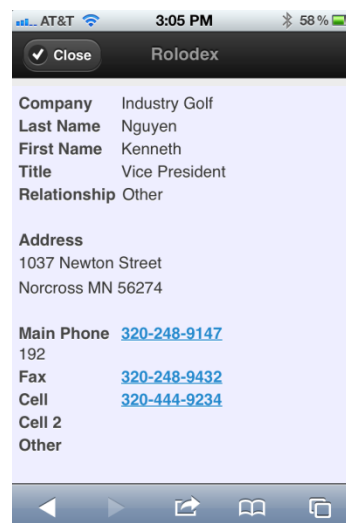 AT&T 3:05 PM 58%
Close Rolodex
Company Industry Golf
Last Name Nguyen
First Name Kenneth
Title Vice President
Relationship Other
Address
1037 Newton Street
Norcross MN 56274
Main Phone 320-248-9147
192
Fax 320-248-9432
Cell 320-444-9234
Cell 2
Other